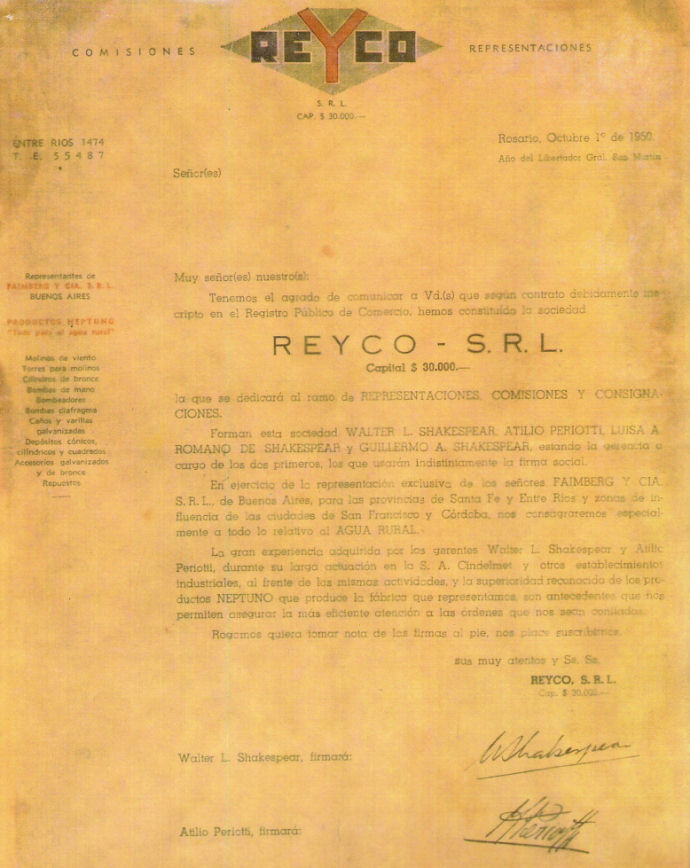 COMISIONES REYCO REPRESENTACIONES
S. R. L.
CAP. $ 30.000.—
ENTRE RIOS 1474
T. E. 55487
Rosario, Octubre 1º de 1950.
Año del Libertador Gral. San Martín
Señor(es)
Representantes de
FAIMBERG Y CIA. S. R. L.
BUENOS AIRES
PRODUCTOS NEPTUNO
"Todo para el agua rural"
Molinos de viento
Torres para molinos
Cilindros de bronce
Bombas de mano
Bombeadores
Bombas diafragma
Caños y varillas
galvanizadas
Depósitos cónicos,
cilíndricos y cuadrados
Accesorios galvanizados
y de bronce
Repuestos
Muy señor(es) nuestro(s):
Tenemos el agrado de comunicar a Vd.(s) que según contrato debidamente ins-
cripto en el Registro Público de Comercio, hemos constituído la sociedad
REYCO - S. R. L.
Capital $ 30.000.—
la que se dedicará al ramo de REPRESENTACIONES, COMISIONES Y CONSIGNA-
CIONES.
Forman esta sociedad WALTER L. SHAKESPEAR, ATILIO PERIOTTI, LUISA A.
ROMANO DE SHAKESPEAR y GUILLERMO A. SHAKESPEAR, estando la gerencia a
cargo de los dos primeros, los que usarán indistintamente la firma social.
En ejercicio de la representación exclusiva de los señores FAIMBERG Y CIA.
S. R. L., de Buenos Aires, para las provincias de Santa Fe y Entre Ríos y zonas de in-
fluencia de las ciudades de San Francisco y Córdoba, nos consagraremos especial-
mente a todo lo relativo al AGUA RURAL.
La gran experiencia adquirida por los gerentes Walter L. Shakespear y Atilio
Periotti, durante su larga actuación en la S. A. Cindelmet y otros establecimientos
industriales, al frente de las mismas actividades, y la superioridad reconocida de los pro-
ductos NEPTUNO que produce la fábrica que representamos, son antecedentes que nos
permiten asegurar la más eficiente atención a las órdenes que nos sean confiadas.
Rogamos quiera tomar nota de las firmas al pie, nos place suscribirnos.
sus muy atentos y Ss. Ss.
REYCO, S. R. L.
Cap. $ 30.000.—
Walter L. Shakespear, firmará:
WShakespear
Atilio Periotti, firmará:
APeriotti